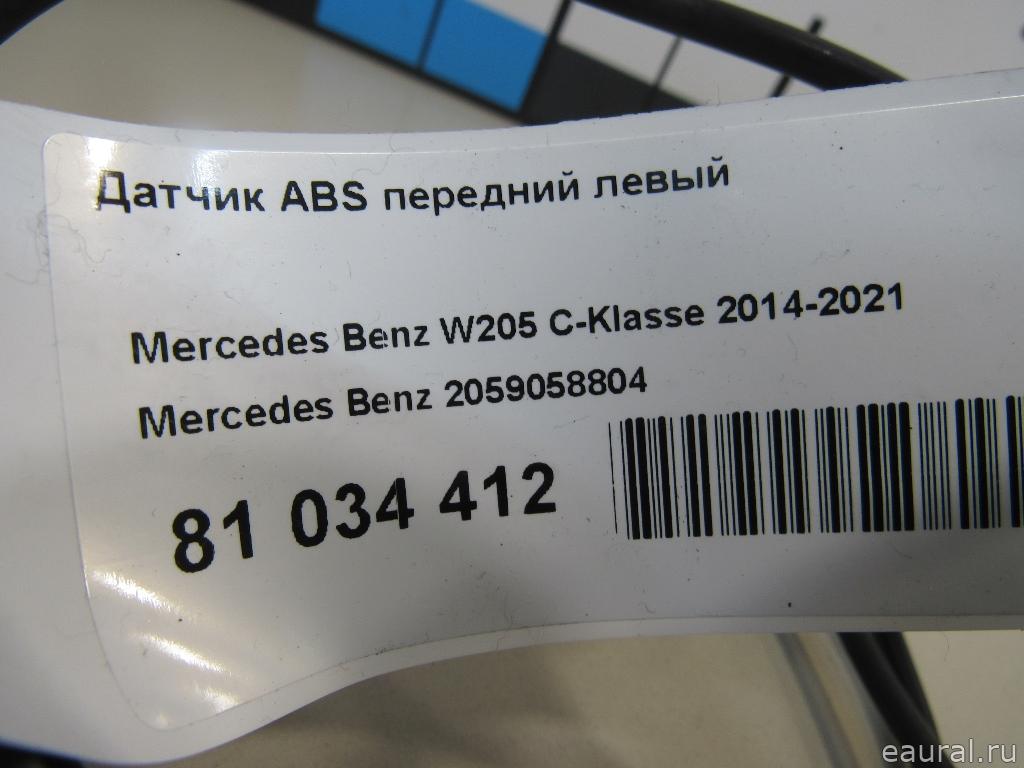 Датчик ABS передний левый
Mercedes Benz W205 C-Klasse 2014-2021
Mercedes Benz 2059058804
81 034 412
eaural.ru